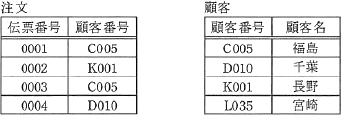 注文
伝票番号 顧客番号
0001 C005
0002 K001
0003 C005
0004 D010
顧客
顧客番号 顧客名
C005 福島
D010 千葉
K001 長野
L035 宮崎